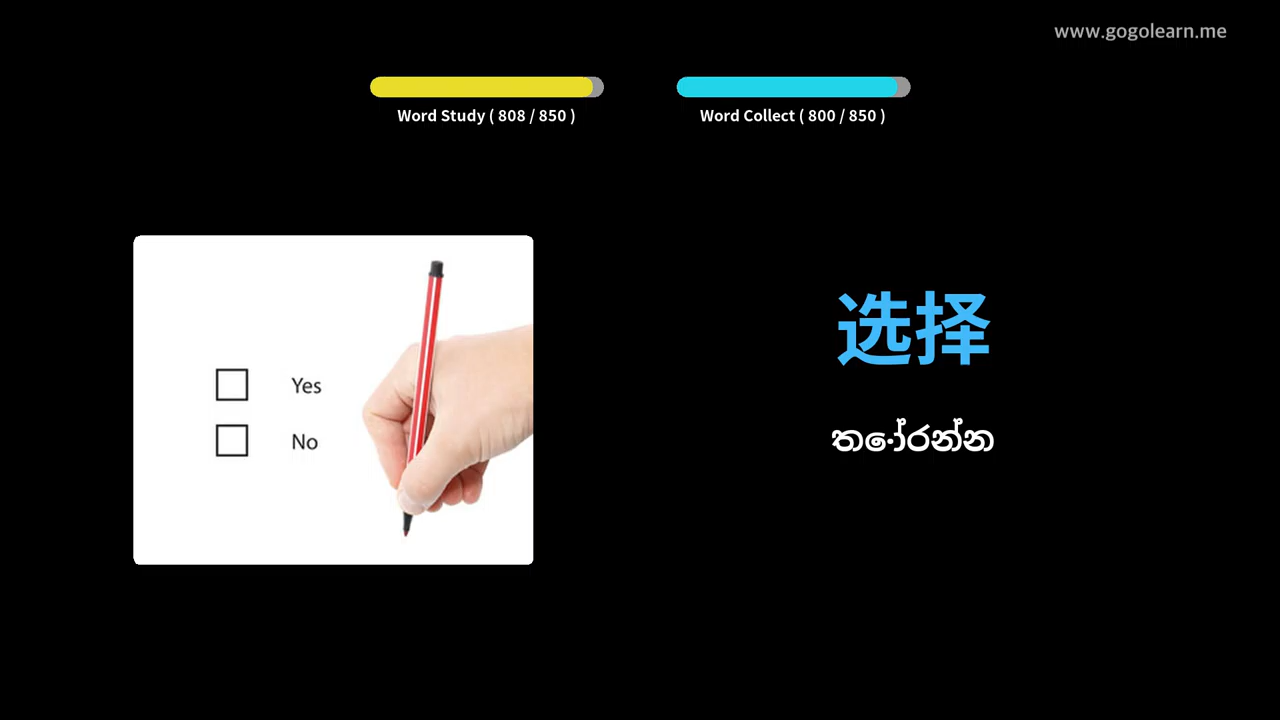 www.gogolearn.me
Word Study ( 808 / 850 )
Word Collect ( 800 / 850 )
Yes
No
选择
තෝරන්න